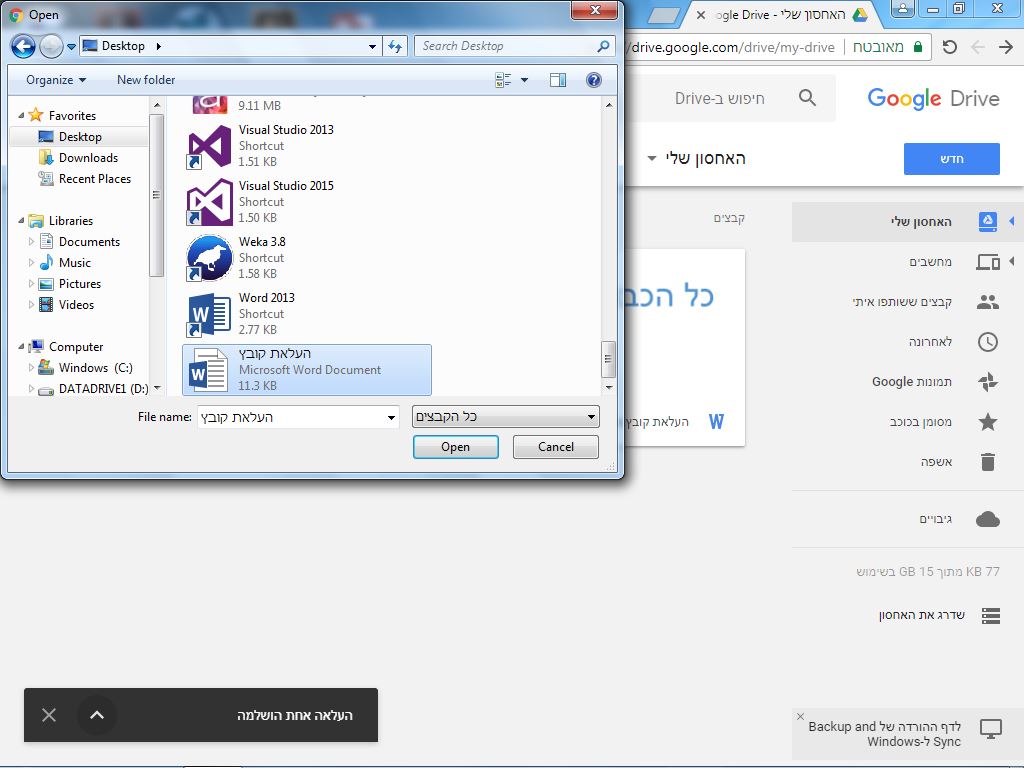 Open
Desktop
Search Desktop
Organize
New folder
Favorites
Desktop
Downloads
Recent Places
Libraries
Documents
Music
Pictures
Videos
Computer
Windows (C:)
DATADRIVE1 (D:)
9.11 MB
Visual Studio 2013
Shortcut
1.51 KB
Visual Studio 2015
Shortcut
1.50 KB
Weka 3.8
Shortcut
1.58 KB
Word 2013
Shortcut
2.77 KB
העלאת קובץ
Microsoft Word Document
11.3 KB
File name:
העלאת קובץ
כל הקבצים
Open
Cancel
האחסון שלי - ogle Drive
מאובטח
/drive.google.com/drive/my-drive
Google Drive
חיפוש ב-Drive
חדש
האחסון שלי
קבצים
כל הכב
העלאת קובץ
האחסון שלי
מחשבים
קבצים ששותפו איתי
לאחרונה
תמונות Google
מסומן בכוכב
אשפה
גיבויים
77 KB מתוך 15 GB בשימוש
שדרג את האחסון
לדף ההורדה של Backup and
Sync ל-Windows
העלאה אחת הושלמה